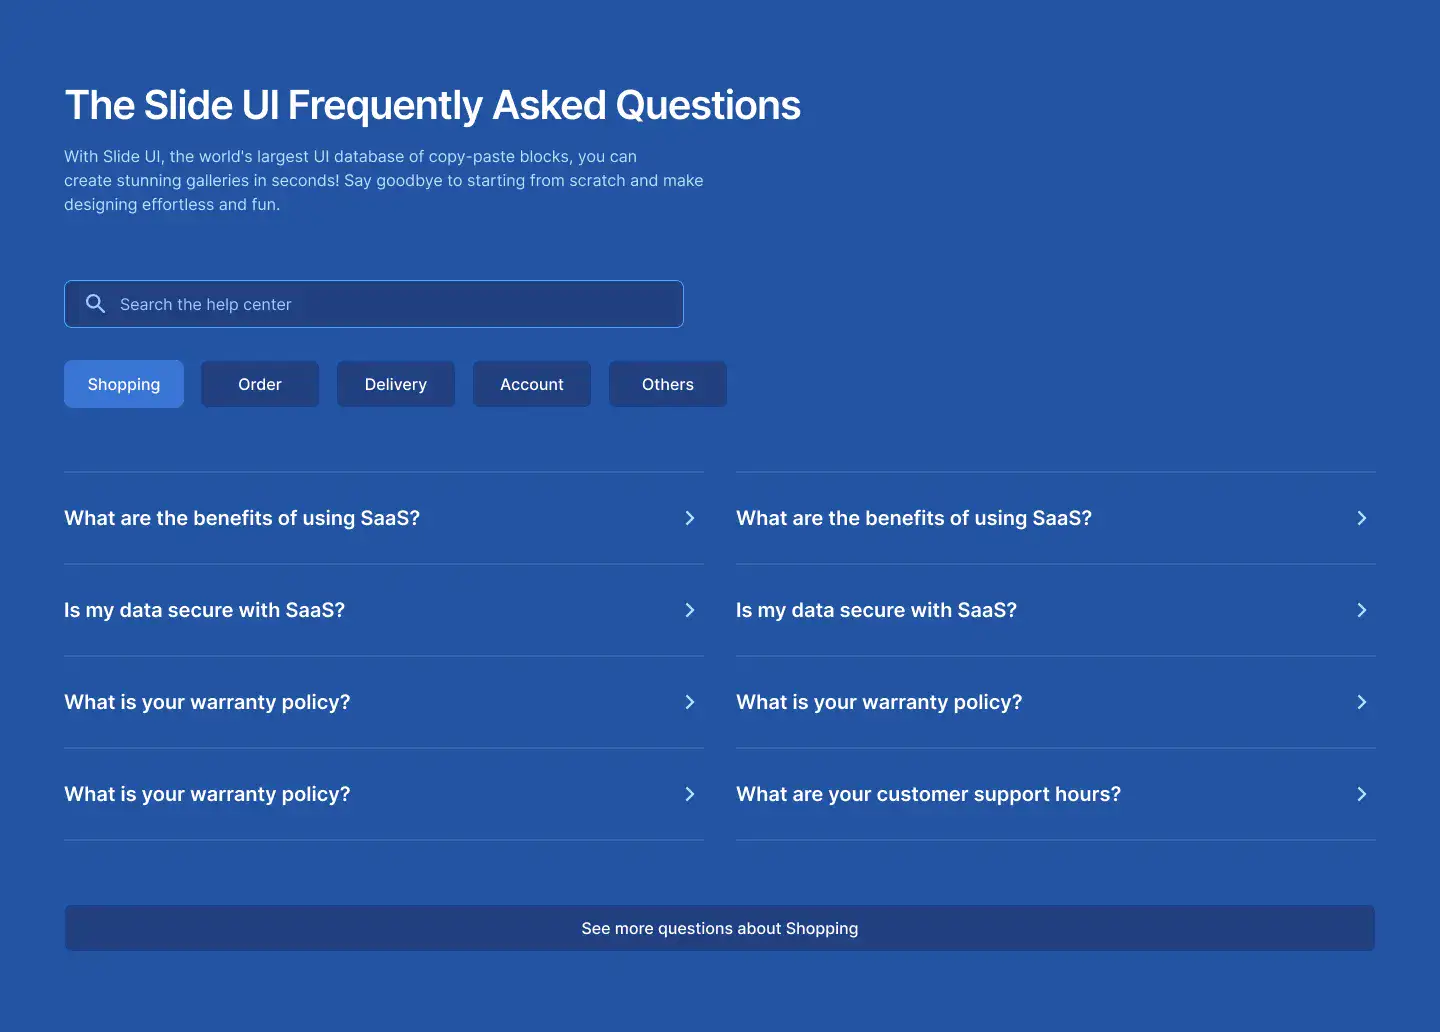 The Slide UI Frequently Asked Questions
With Slide UI, the world's largest UI database of copy-paste blocks, you can
create stunning galleries in seconds! Say goodbye to starting from scratch and make
designing effortless and fun.
Search the help center
Shopping
Order
Delivery
Account
Others
What are the benefits of using SaaS?
Is my data secure with SaaS?
What is your warranty policy?
What is your warranty policy?
What are the benefits of using SaaS?
Is my data secure with SaaS?
What is your warranty policy?
What are your customer support hours?
See more questions about Shopping